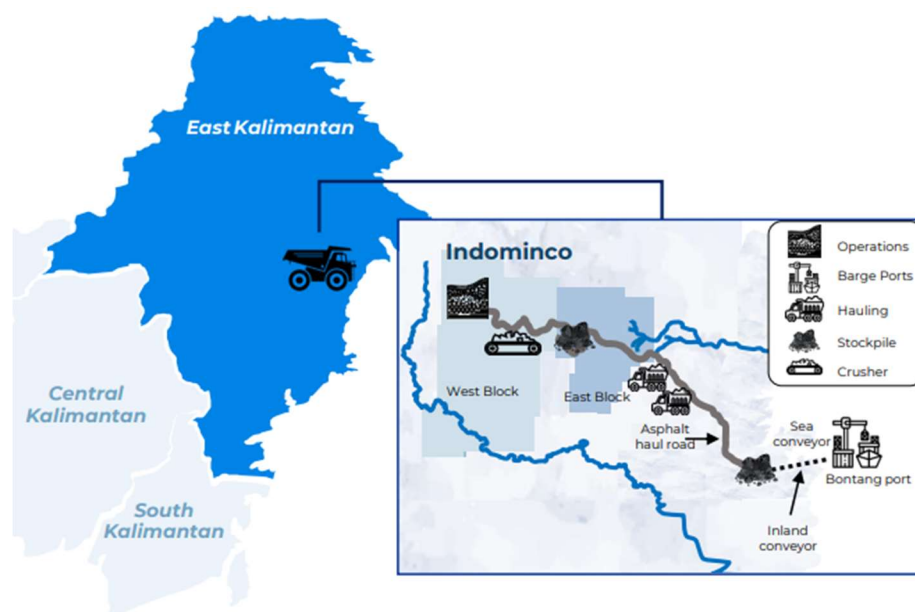 East Kalimantan
Central
Kalimantan
South
Kalimantan
Indominco
Operations
Barge Ports
Hauling
Stockpile
Crusher
West Block
East Block
Asphalt
haul road
Sea
conveyor
Bontang port
Inland
conveyor